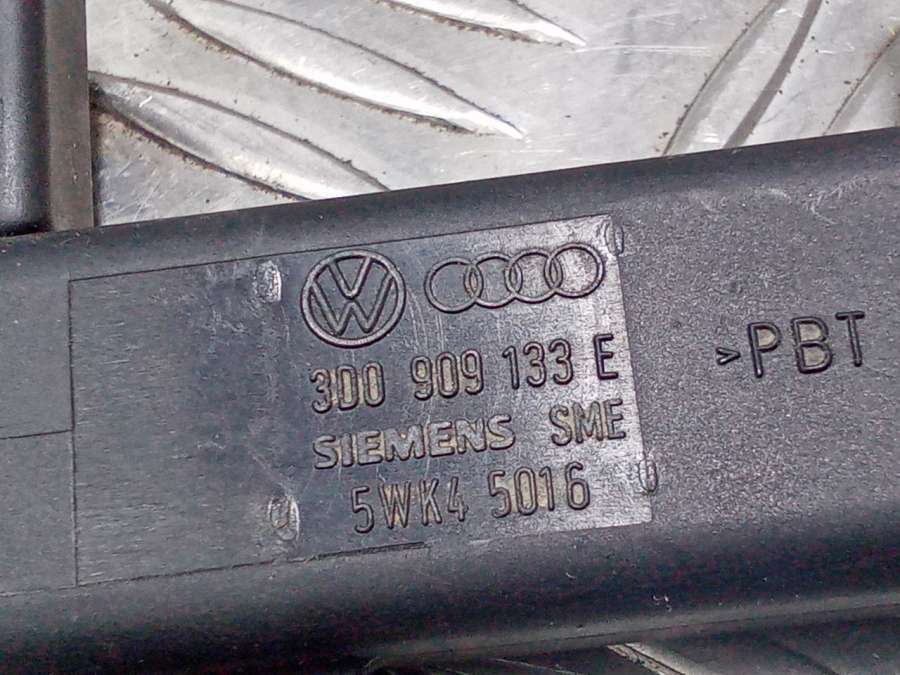 3D0 909 133 E
SIEMENS SME
5WK4 5016
>PBT